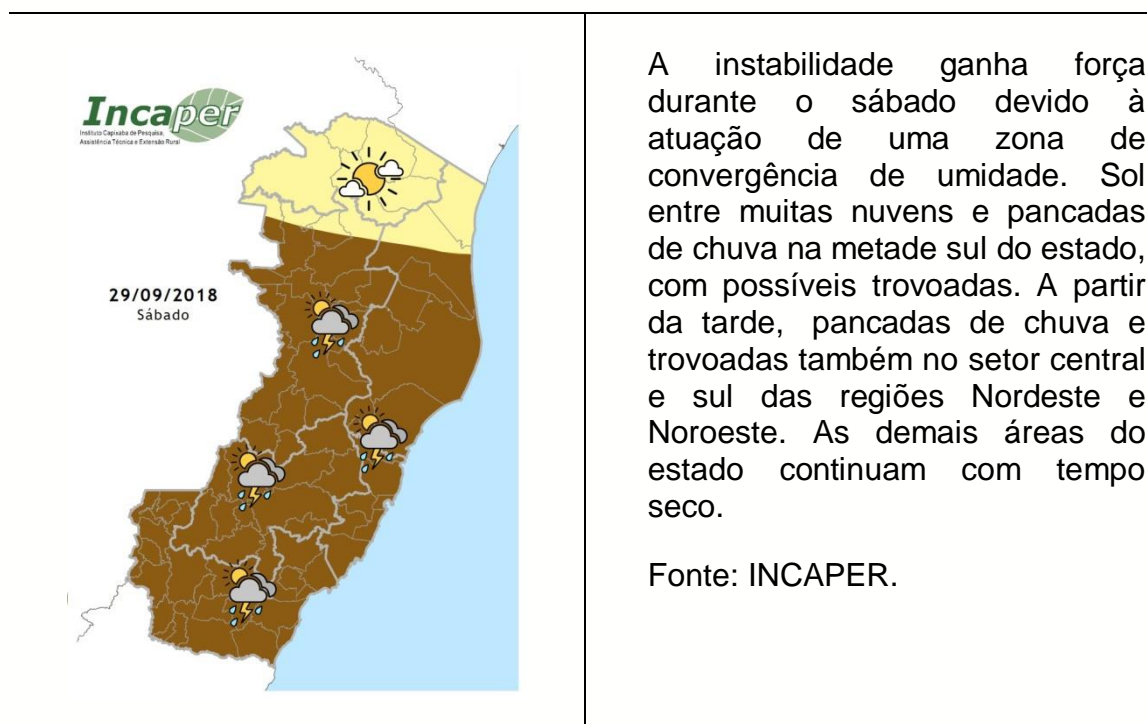 Incaper
Instituto Capixaba de Pesquisa,
Assistência Técnica e Extensão Rural
29/09/2018
Sábado
A instabilidade ganha força
durante o sábado devido à
atuação de uma zona de
convergência de umidade. Sol
entre muitas nuvens e pancadas
de chuva na metade sul do estado,
com possíveis trovoadas. A partir
da tarde, pancadas de chuva e
trovoadas também no setor central
e sul das regiões Nordeste e
Noroeste. As demais áreas do
estado continuam com tempo
seco.
Fonte: INCAPER.